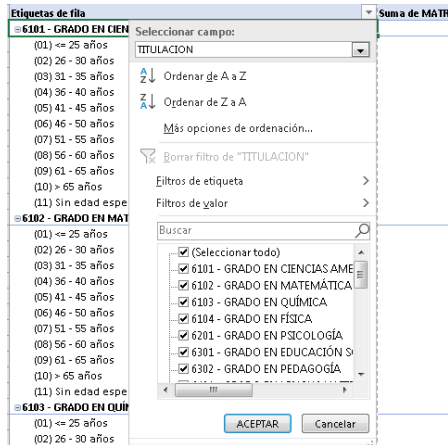 Etiquetas de fila
Suma de MATR
6101 - GRADO EN CIEN
(01) <= 25 años
(02) 26 - 30 años
(03) 31 - 35 años
(04) 36 - 40 años
(05) 41 - 45 años
(06) 46 - 50 años
(07) 51 - 55 años
(08) 56 - 60 años
(09) 61 - 65 años
(10) > 65 años
(11) Sin edad espe
6102 - GRADO EN MAT
(01) <= 25 años
(02) 26 - 30 años
(03) 31 - 35 años
(04) 36 - 40 años
(05) 41 - 45 años
(06) 46 - 50 años
(07) 51 - 55 años
(08) 56 - 60 años
(09) 61 - 65 años
(10) > 65 años
(11) Sin edad espe
6103 - GRADO EN QUÍM
(01) <= 25 años
(02) 26 - 30 años
Seleccionar campo:
TITULACION
Ordenar de A a Z
Ordenar de Z a A
Más opciones de ordenación...
Borrar filtro de "TITULACION"
Filtros de etiqueta
Filtros de valor
Buscar
(Seleccionar todo)
6101 - GRADO EN CIENCIAS AMB
6102 - GRADO EN MATEMÁTICA
6103 - GRADO EN QUÍMICA
6104 - GRADO EN FÍSICA
6201 - GRADO EN PSICOLOGÍA
6301 - GRADO EN EDUCACIÓN S
6302 - GRADO EN PEDAGOGÍA
ACEPTAR
Cancelar